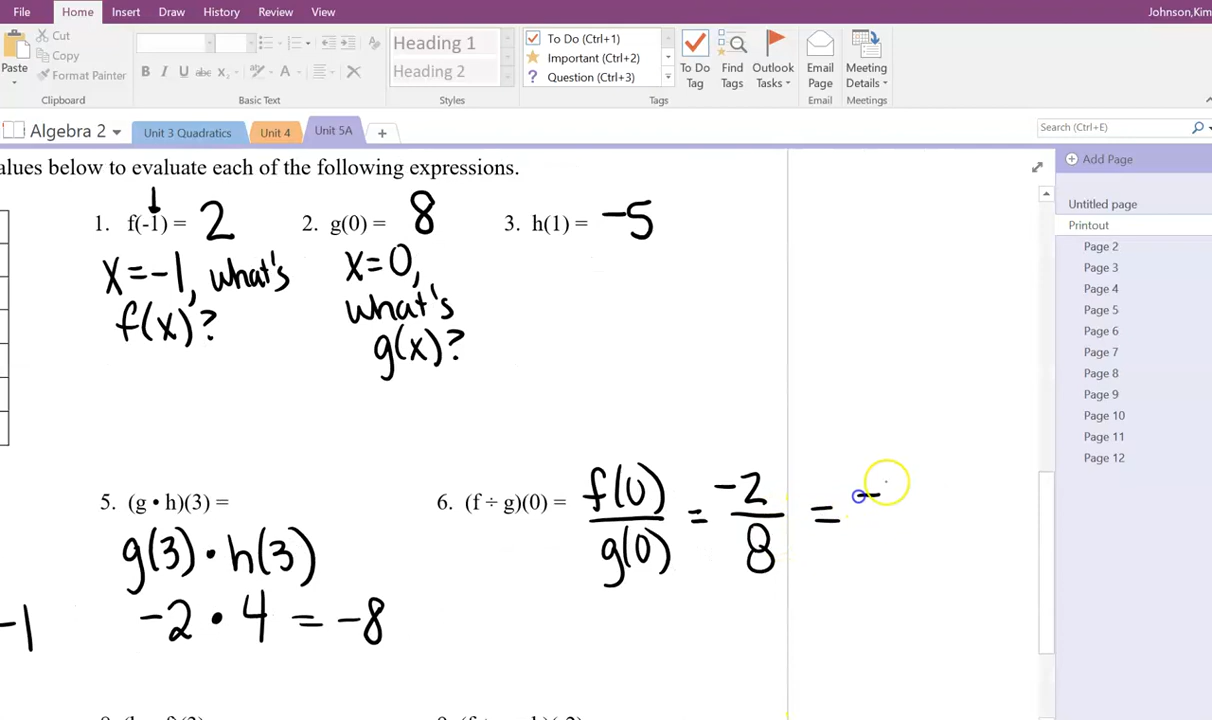 File Home Insert Draw History Review View Johnson,Kim
Paste Cut Copy Format Painter
Clipboard
B I U abc
Basic Text
Heading 1
Heading 2
Styles
To Do (Ctrl+1)
Important (Ctrl+2)
Question (Ctrl+3)
To Do Tag
Find Tags
Tags
Outlook Tasks
Email Page
Email
Meeting Details
Meetings
Algebra 2 Unit 3 Quadratics Unit 4 Unit 5A + Search (Ctrl+E)
Add Page
Untitled page
Printout
Page 2
Page 3
Page 4
Page 5
Page 6
Page 7
Page 8
Page 9
Page 10
Page 11
Page 12
alues below to evaluate each of the following expressions.
1. f(-1) = 2
x=-1, what's
f(x)?
2. g(0) = 8
x=0,
what's
g(x)?
3. h(1) = -5
-1
5. (g • h)(3) =
g(3) • h(3)
-2 • 4 = -8
6. (f ÷ g)(0) = f(0)/g(0) = -2/8 = -